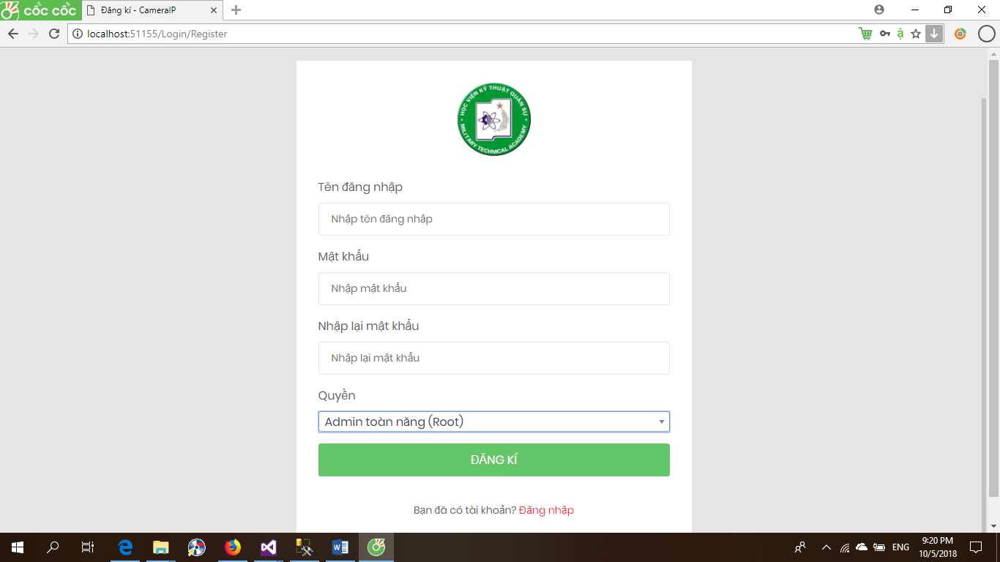 cốc cốc
Đăng kí - CameraIP
localhost:51155/Login/Register
HỌC VIỆN KỸ THUẬT QUÂN SỰ
MILITARY TECHNICAL ACADEMY
Tên đăng nhập
Nhập tên đăng nhập
Mật khẩu
Nhập mật khẩu
Nhập lại mật khẩu
Nhập lại mật khẩu
Quyền
Admin toàn năng (Root)
ĐĂNG KÍ
Bạn đã có tài khoản? Đăng nhập
ENG
9:20 PM
10/5/2018